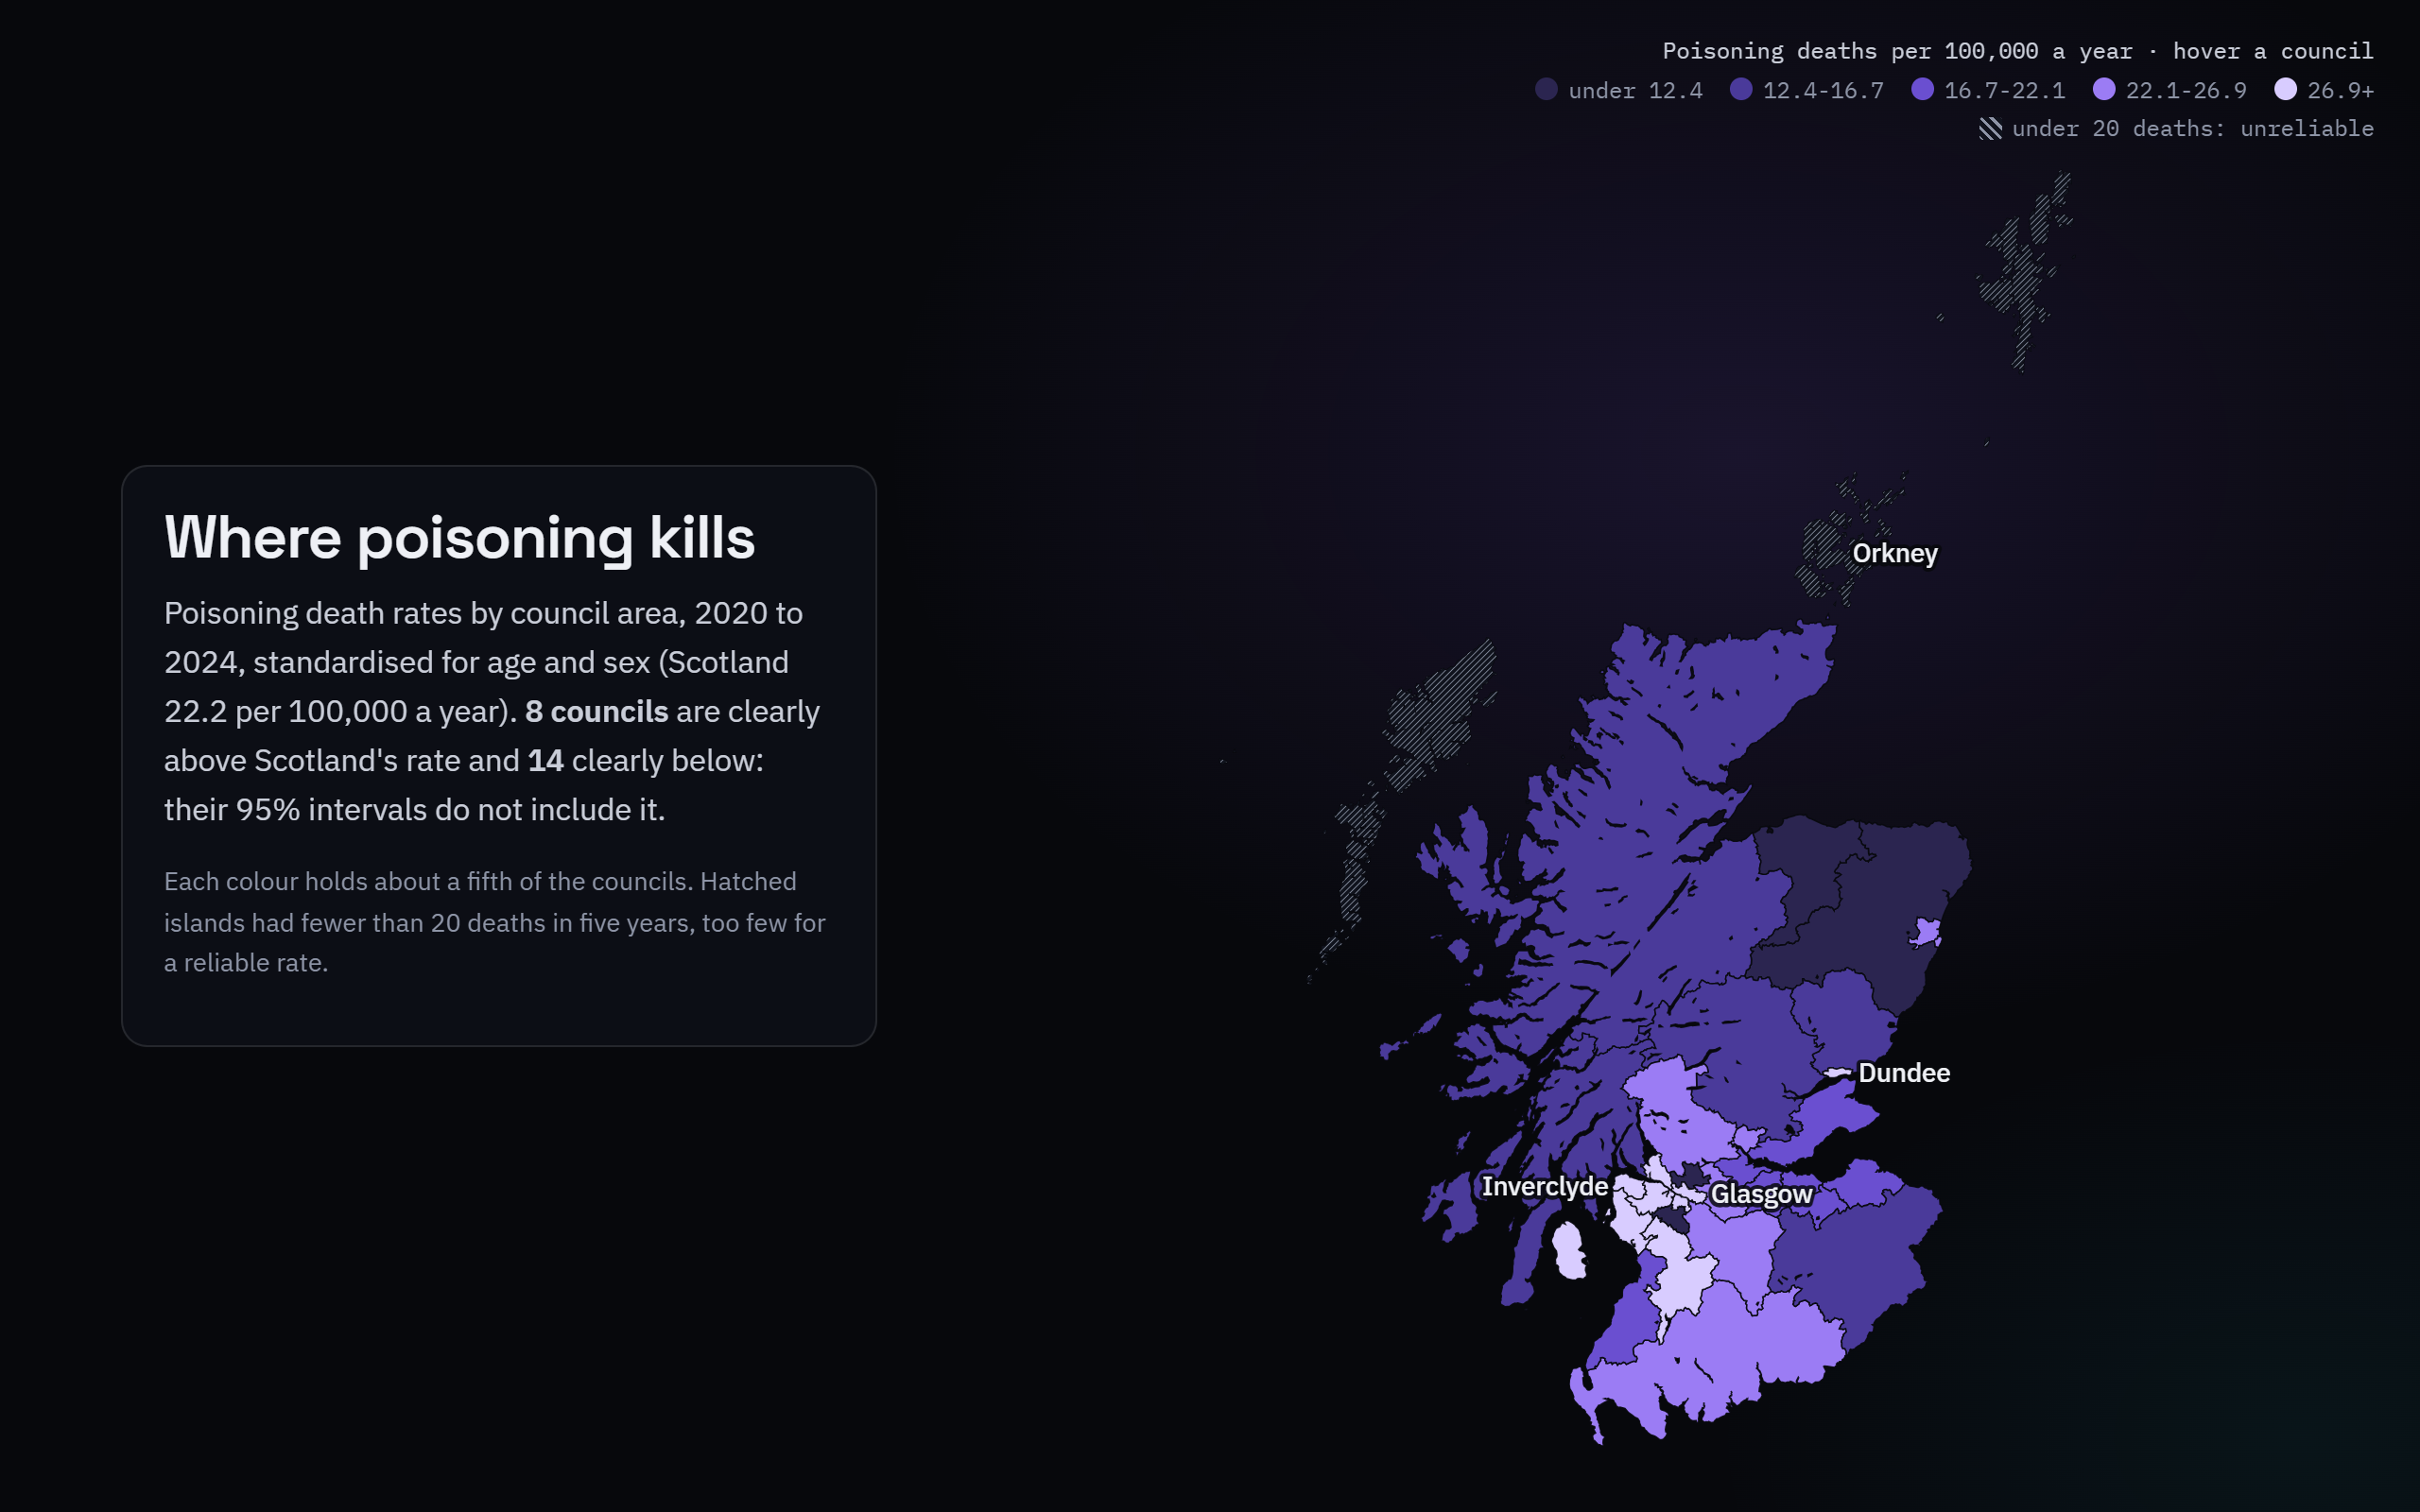 Poisoning deaths per 100,000 a year · hover a council
under 12.4 12.4-16.7 16.7-22.1 22.1-26.9 26.9+
under 20 deaths: unreliable
Where poisoning kills
Poisoning death rates by council area, 2020 to
2024, standardised for age and sex (Scotland
22.2 per 100,000 a year). 8 councils are clearly
above Scotland's rate and 14 clearly below:
their 95% intervals do not include it.
Each colour holds about a fifth of the councils. Hatched
islands had fewer than 20 deaths in five years, too few for
a reliable rate.
Orkney
Dundee
Inverclyde
Glasgow